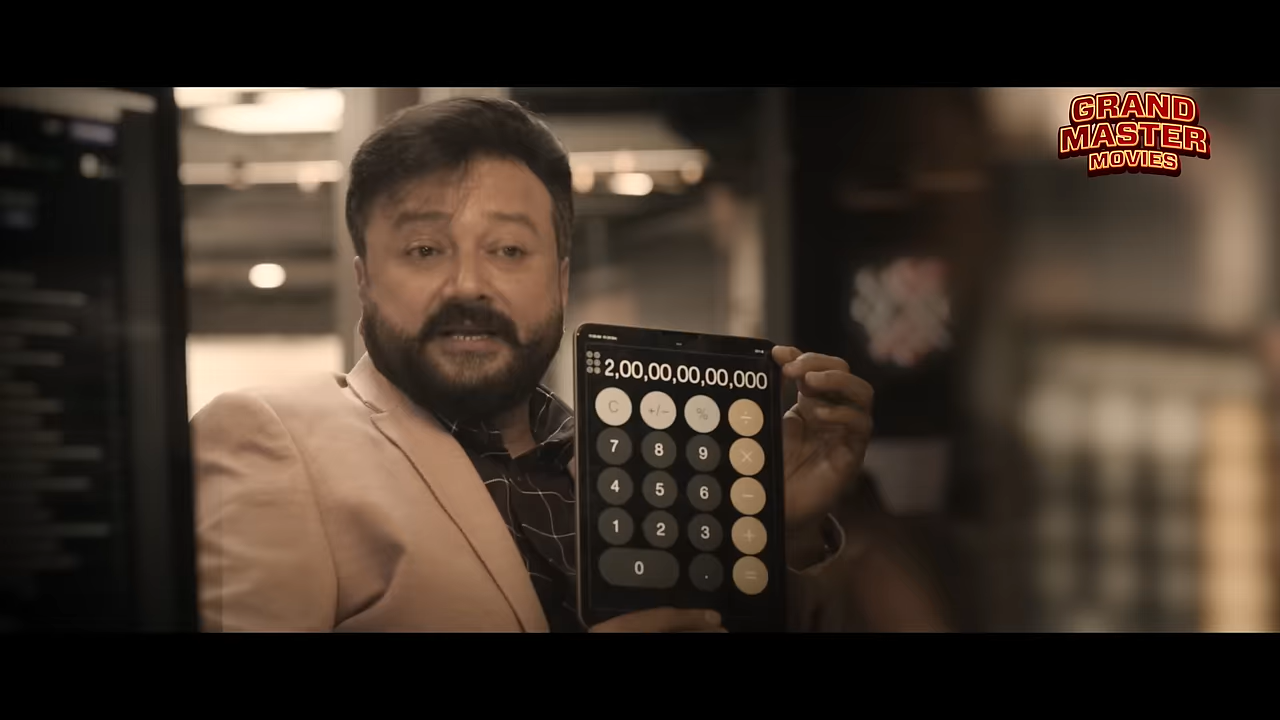 GRAND
MASTER
MOVIES
2,00,00,00,00,000
C +/- % ÷
7 8 9 ×
4 5 6 −
1 2 3 +
0 . =